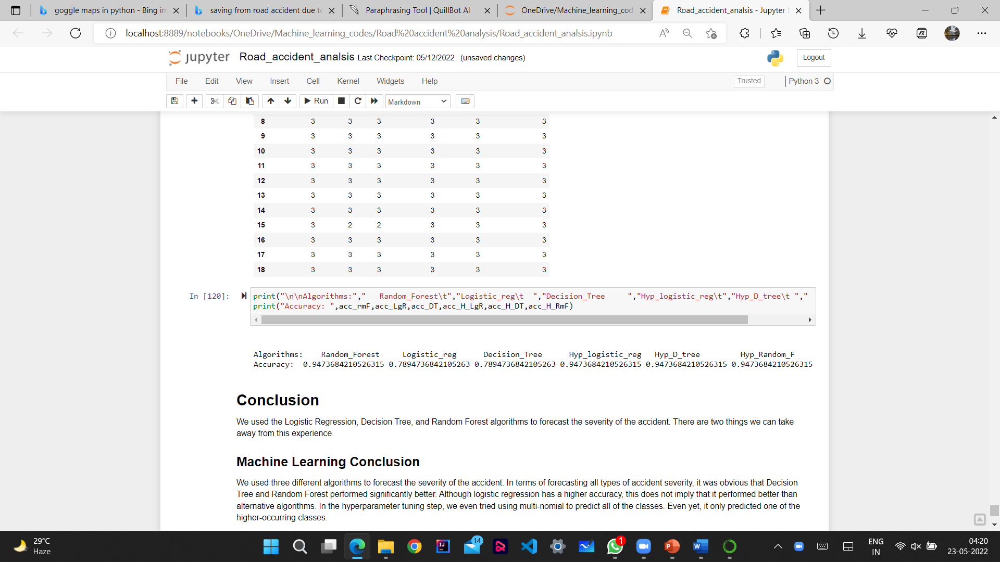 goggle maps in python - Bing im
saving from road accident due to
Paraphrasing Tool | QuillBot AI
OneDrive/Machine_learning_cod
Road_accident_analsis - Jupyter N
localhost:8889/notebooks/OneDrive/Machine_learning_codes/Road%20accident%20analysis/Road_accident_analsis.ipynb
jupyter Road_accident_analsis Last Checkpoint: 05/12/2022 (unsaved changes)
Logout
File Edit View Insert Cell Kernel Widgets Help Trusted Python 3
Run Markdown
8 3 3 3 3 3 3
9 3 3 3 3 3 3
10 3 3 3 3 3 3
11 3 3 3 3 3 3
12 3 3 3 3 3 3
13 3 3 3 3 3 3
14 3 3 3 3 3 3
15 3 2 2 3 3 3
16 3 3 3 3 3 3
17 3 3 3 3 3 3
18 3 3 3 3 3 3
In [120]: print("\n\nAlgorithms:","   Random_Forest\t","Logistic_reg\t  ","Decision_Tree     ","Hyp_logistic_reg\t","Hyp_D_tree\t ","
print("Accuracy: ",acc_rmF,acc_LgR,acc_DT,acc_H_LgR,acc_H_DT,acc_H_RmF)
Algorithms: Random_Forest Logistic_reg Decision_Tree Hyp_logistic_reg Hyp_D_tree Hyp_Random_F
Accuracy: 0.9473684210526315 0.7894736842105263 0.7894736842105263 0.9473684210526315 0.9473684210526315 0.9473684210526315
Conclusion
We used the Logistic Regression, Decision Tree, and Random Forest algorithms to forecast the severity of the accident. There are two things we can take
away from this experience.
Machine Learning Conclusion
We used three different algorithms to forecast the severity of the accident. In terms of forecasting all types of accident severity, it was obvious that Decision
Tree and Random Forest performed significantly better. Although logistic regression has a higher accuracy, this does not imply that it performed better than
alternative algorithms. In the hyperparameter tuning step, we even tried using multi-nomial to predict all of the classes. Even yet, it only predicted one of the
higher-occurring classes.
29°C
Haze
14
1
ENG
IN
04:20
23-05-2022